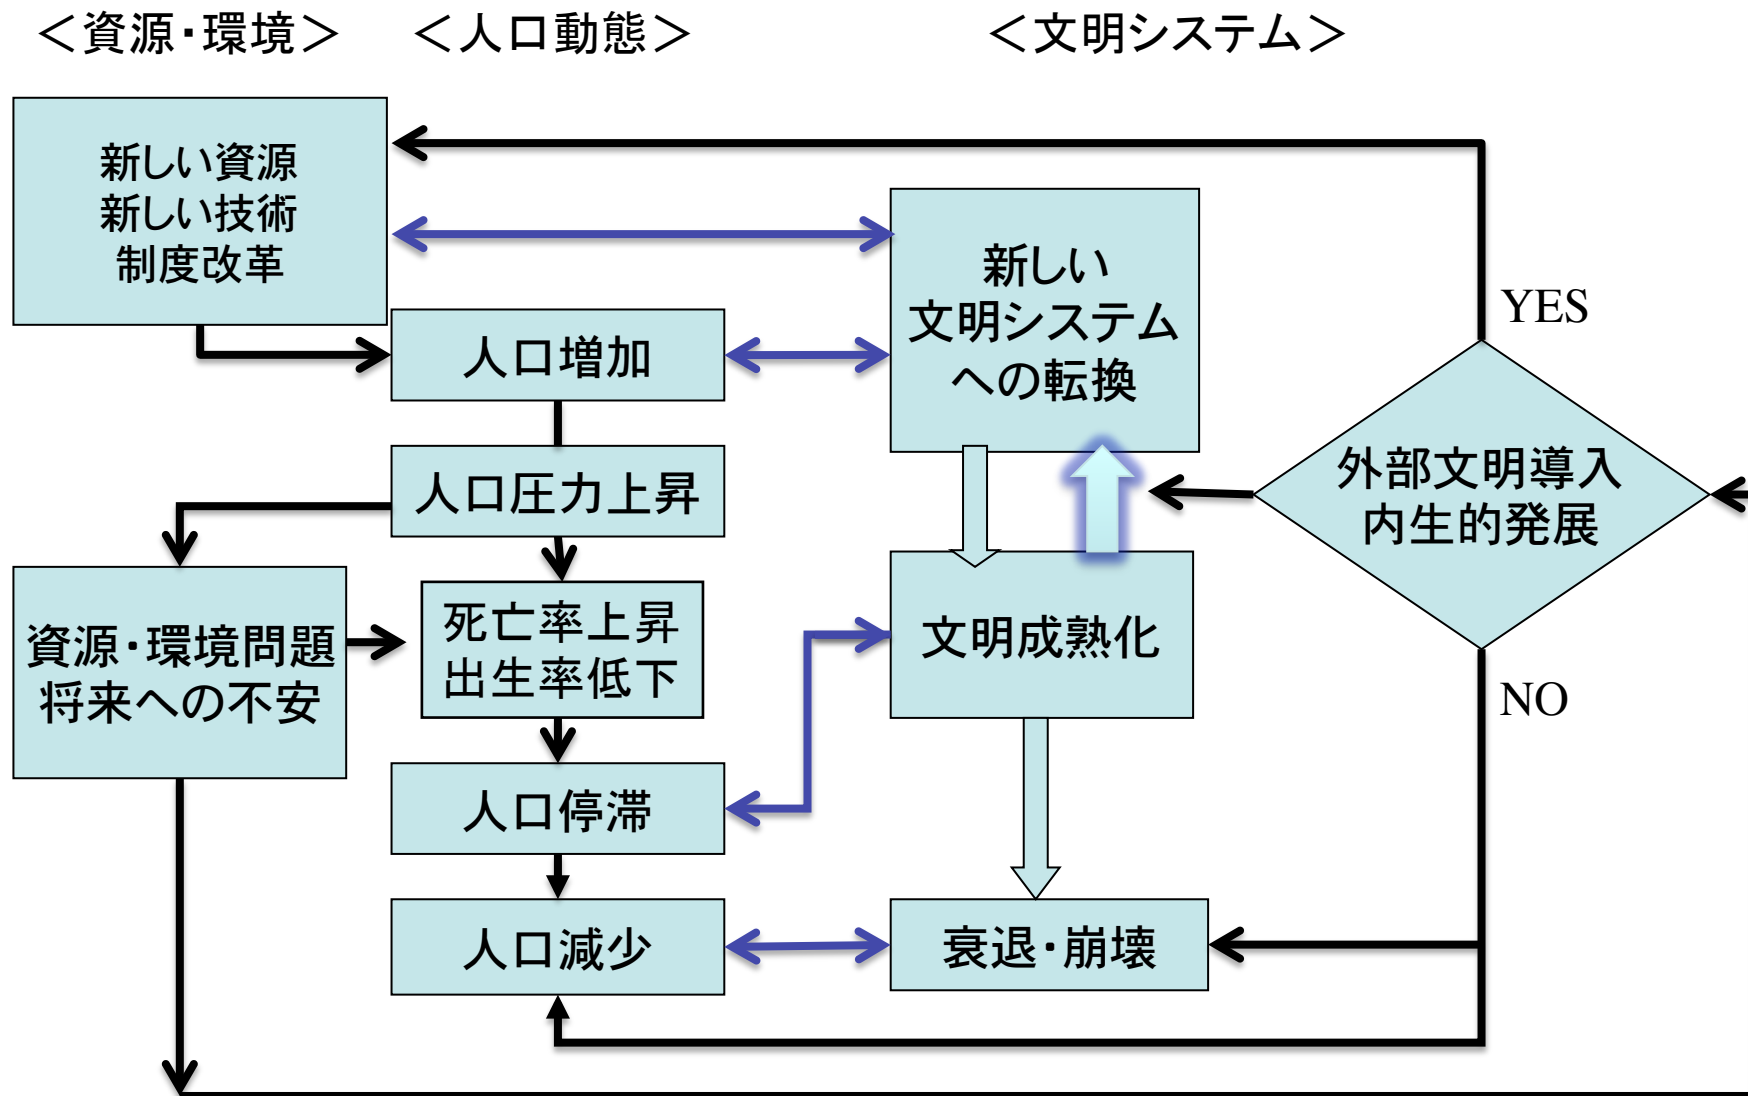 ＜資源・環境＞
＜人口動態＞
＜文明システム＞
新しい資源
新しい技術
制度改革
新しい
文明システム
への転換
YES
人口増加
人口圧力上昇
外部文明導入
内生的発展
資源・環境問題
将来への不安
死亡率上昇
出生率低下
文明成熟化
NO
人口停滞
人口減少
衰退・崩壊